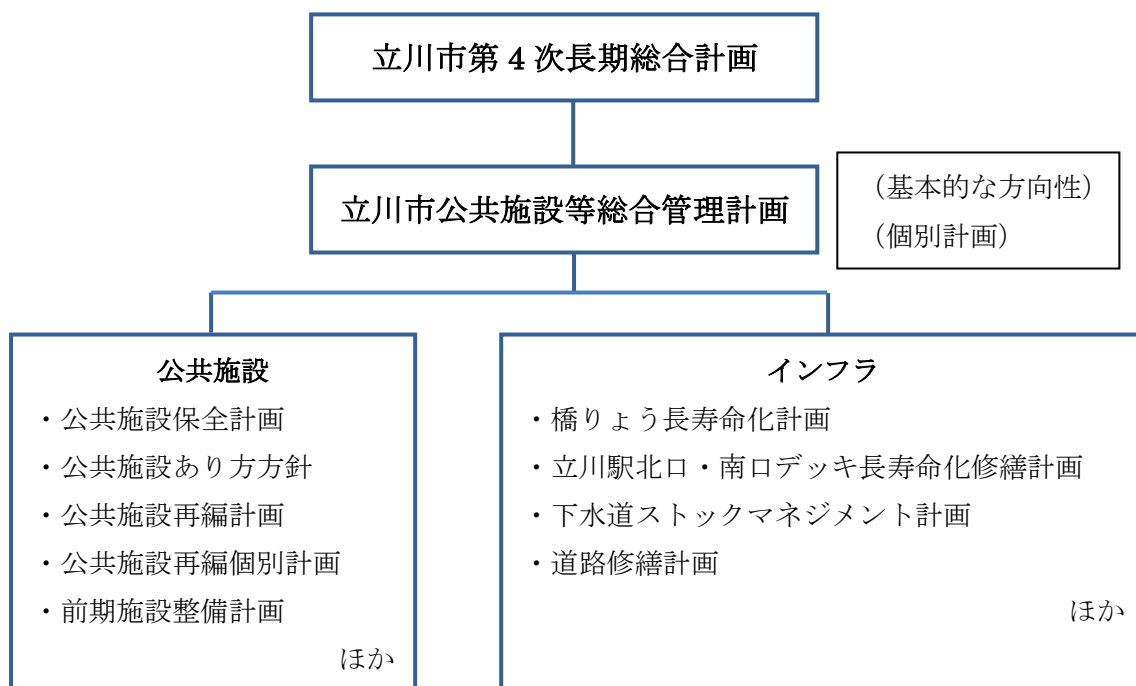 立川市第4次長期総合計画
立川市公共施設等総合管理計画
（基本的な方向性）
（個別計画）
公共施設
・公共施設保全計画
・公共施設あり方方針
・公共施設再編計画
・公共施設再編個別計画
・前期施設整備計画
ほか
インフラ
・橋りょう長寿命化計画
・立川駅北口・南口デッキ長寿命化修繕計画
・下水道ストックマネジメント計画
・道路修繕計画
ほか